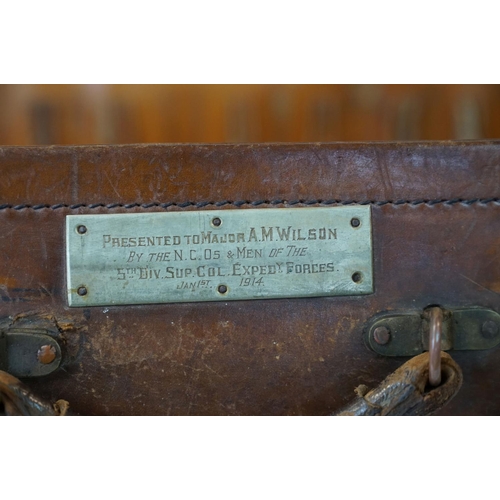 PRESENTED TO MAJOR A.M. WILSON
BY THE N.C.OS & MEN OF THE
5TH DIV. SUP. COL. EXPEDY. FORCES.
JAN 1ST. 1914.